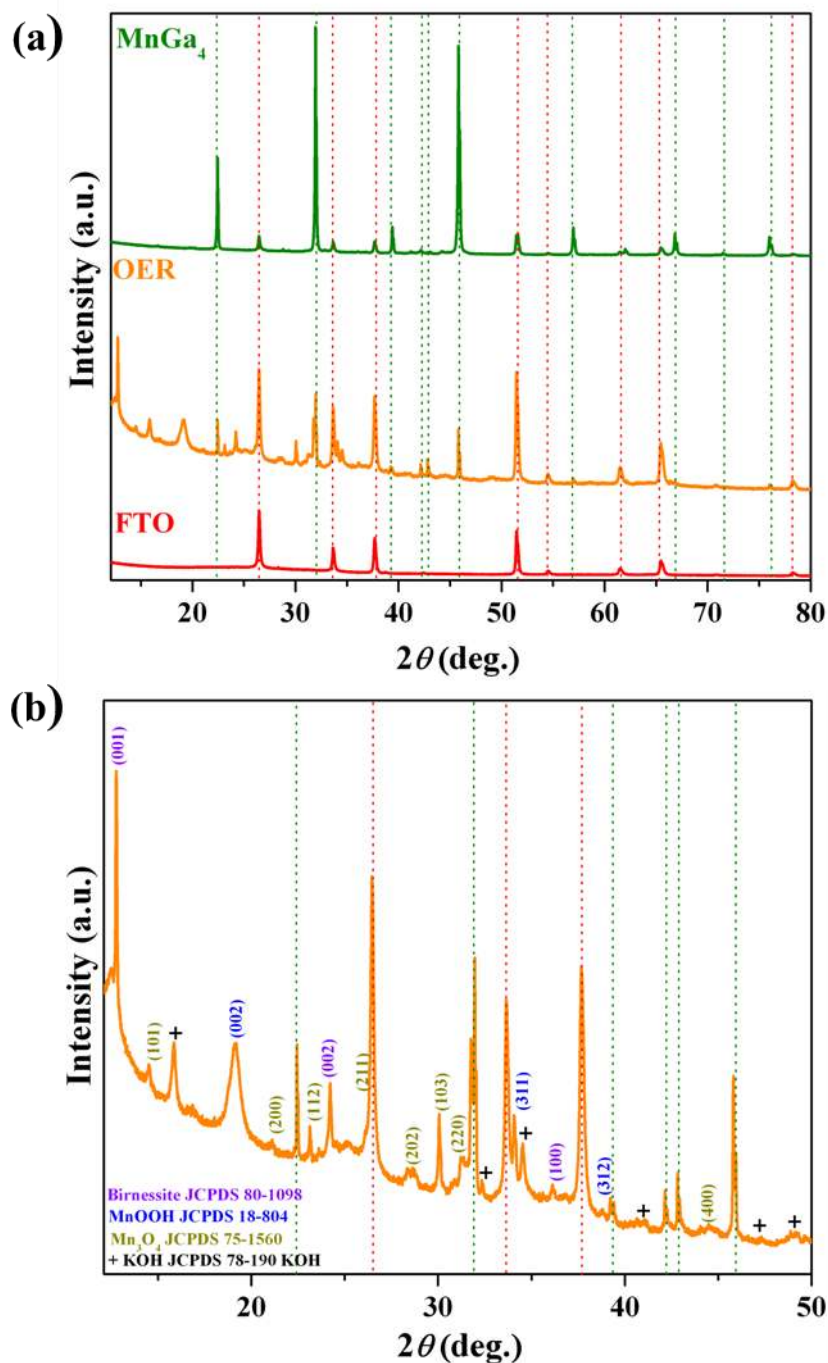 (a)
MnGa₄
OER
FTO
Intensity (a.u.)
20 30 40 50 60 70 80
2θ (deg.)
(b)
(001)
(101)
+
(002)
(200)
(112)
(002)
(211)
(202)
(103)
(220)
+
(311)
+
(100)
(312)
+
(400)
+
+
Birnessite JCPDS 80-1098
MnOOH JCPDS 18-804
Mn₃O₄ JCPDS 75-1560
+ KOH JCPDS 78-190 KOH
Intensity (a.u.)
20 30 40 50
2θ (deg.)